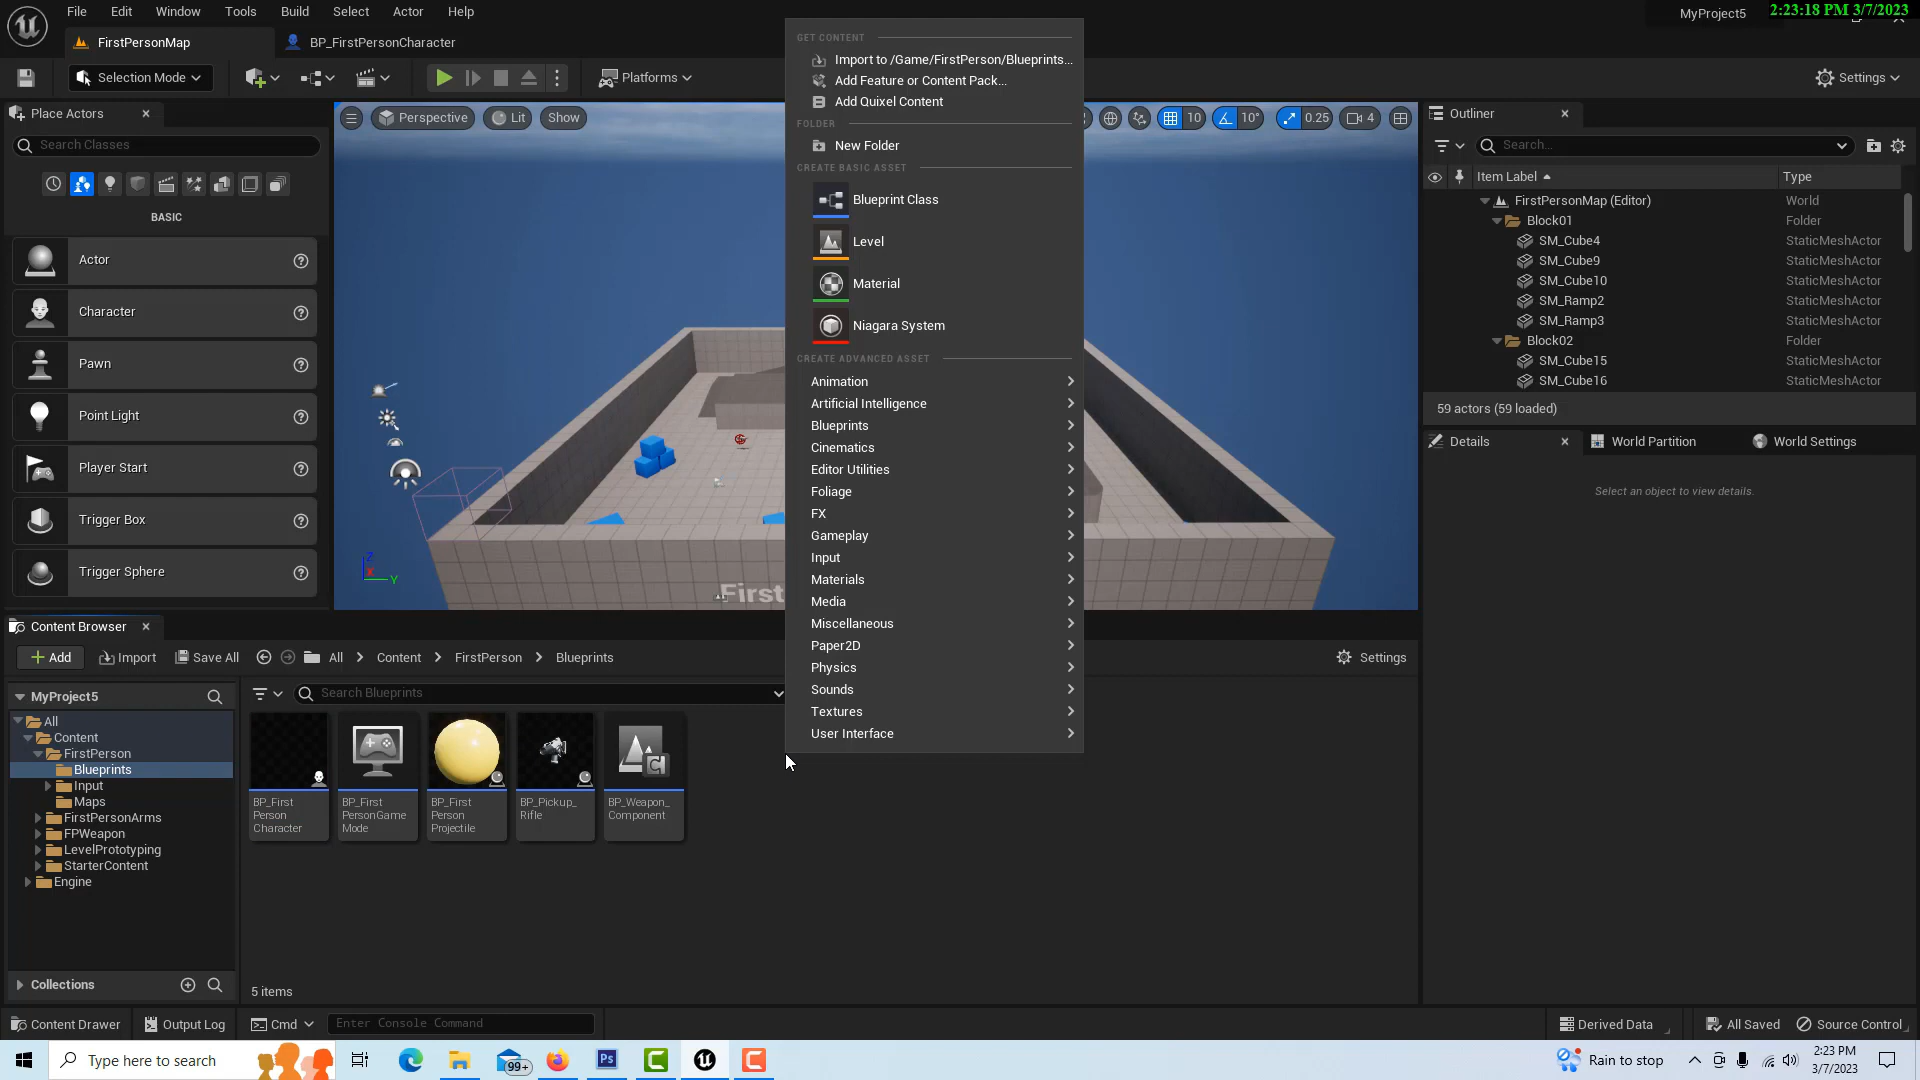 File Edit Window Tools Build Select Actor Help
MyProject5
2:23:18 PM 3/7/2023
FirstPersonMap
BP_FirstPersonCharacter
Selection Mode
Platforms
Settings
Place Actors
Search Classes
BASIC
Actor
Character
Pawn
Point Light
Player Start
Trigger Box
Trigger Sphere
Perspective
Lit
Show
10
10°
0.25
4
First
GET CONTENT
Import to /Game/FirstPerson/Blueprints...
Add Feature or Content Pack...
Add Quixel Content
FOLDER
New Folder
CREATE BASIC ASSET
Blueprint Class
Level
Material
Niagara System
CREATE ADVANCED ASSET
Animation
Artificial Intelligence
Blueprints
Cinematics
Editor Utilities
Foliage
FX
Gameplay
Input
Materials
Media
Miscellaneous
Paper2D
Physics
Sounds
Textures
User Interface
Outliner
Search...
Item Label Type
FirstPersonMap (Editor) World
Block01 Folder
SM_Cube4 StaticMeshActor
SM_Cube9 StaticMeshActor
SM_Cube10 StaticMeshActor
SM_Ramp2 StaticMeshActor
SM_Ramp3 StaticMeshActor
Block02 Folder
SM_Cube15 StaticMeshActor
SM_Cube16 StaticMeshActor
59 actors (59 loaded)
Details
World Partition
World Settings
Select an object to view details.
Content Browser
Add
Import
Save All
All Content FirstPerson Blueprints
Settings
MyProject5
All
Content
FirstPerson
Blueprints
Input
Maps
FirstPersonArms
FPWeapon
LevelPrototyping
StarterContent
Engine
Collections
Search Blueprints
BP_First
Person
Character
BP_First
PersonGame
Mode
BP_First
Person
Projectile
BP_Pickup_
Rifle
BP_Weapon_
Component
5 items
Content Drawer
Output Log
Cmd
Enter Console Command
Derived Data
All Saved
Source Control
Type here to search
99+
Ps
Rain to stop
2:23 PM
3/7/2023